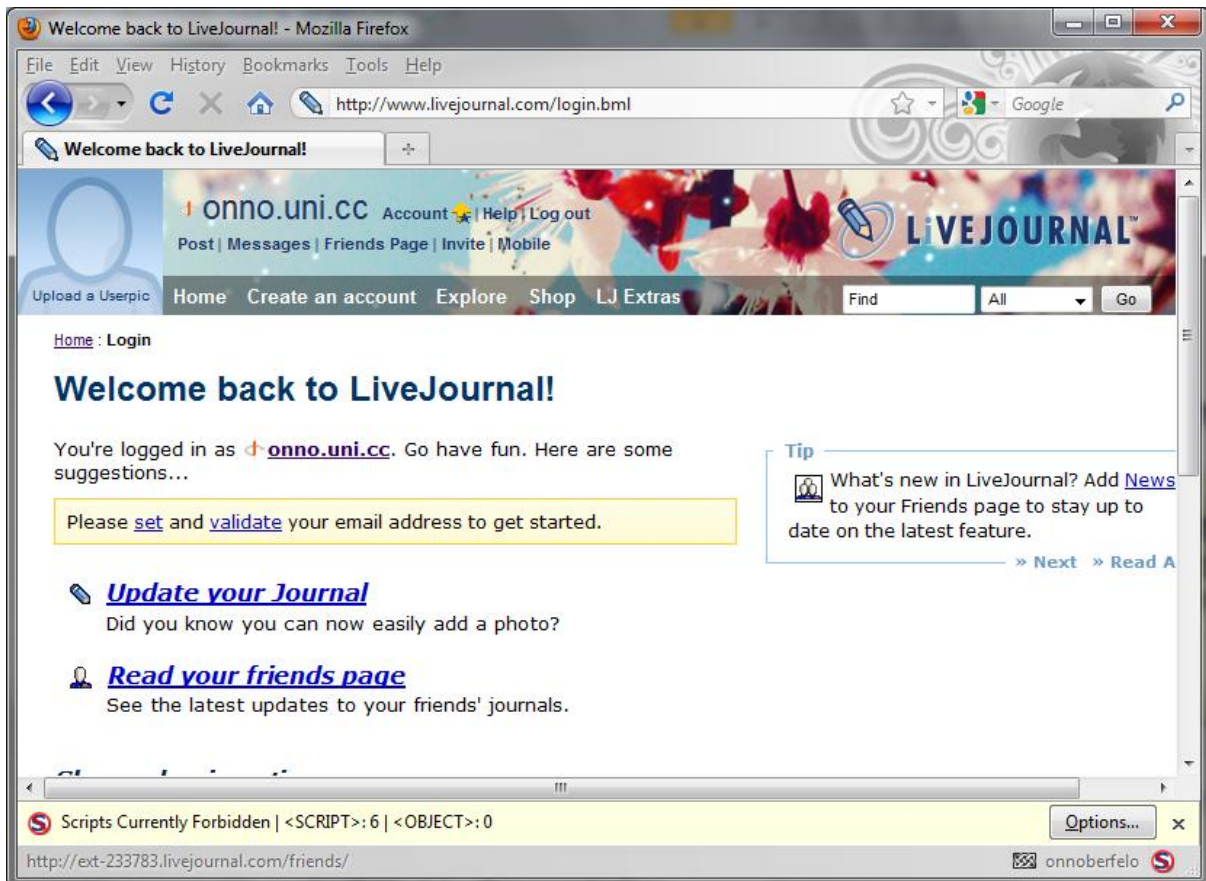 Welcome back to LiveJournal! - Mozilla Firefox
File Edit View History Bookmarks Tools Help
http://www.livejournal.com/login.bml
Google
Welcome back to LiveJournal!
onno.uni.cc Account | Help | Log out
Post | Messages | Friends Page | Invite | Mobile
LiVEJOURNAL™
Upload a Userpic
Home Create an account Explore Shop LJ Extras
Find All Go
Home : Login
Welcome back to LiveJournal!
You're logged in as onno.uni.cc. Go have fun. Here are some
suggestions...
Please set and validate your email address to get started.
Tip
What's new in LiveJournal? Add News
to your Friends page to stay up to
date on the latest feature.
» Next » Read A
Update your Journal
Did you know you can now easily add a photo?
Read your friends page
See the latest updates to your friends' journals.
Scripts Currently Forbidden | <SCRIPT>: 6 | <OBJECT>: 0
Options...
http://ext-233783.livejournal.com/friends/
onnoberfelo